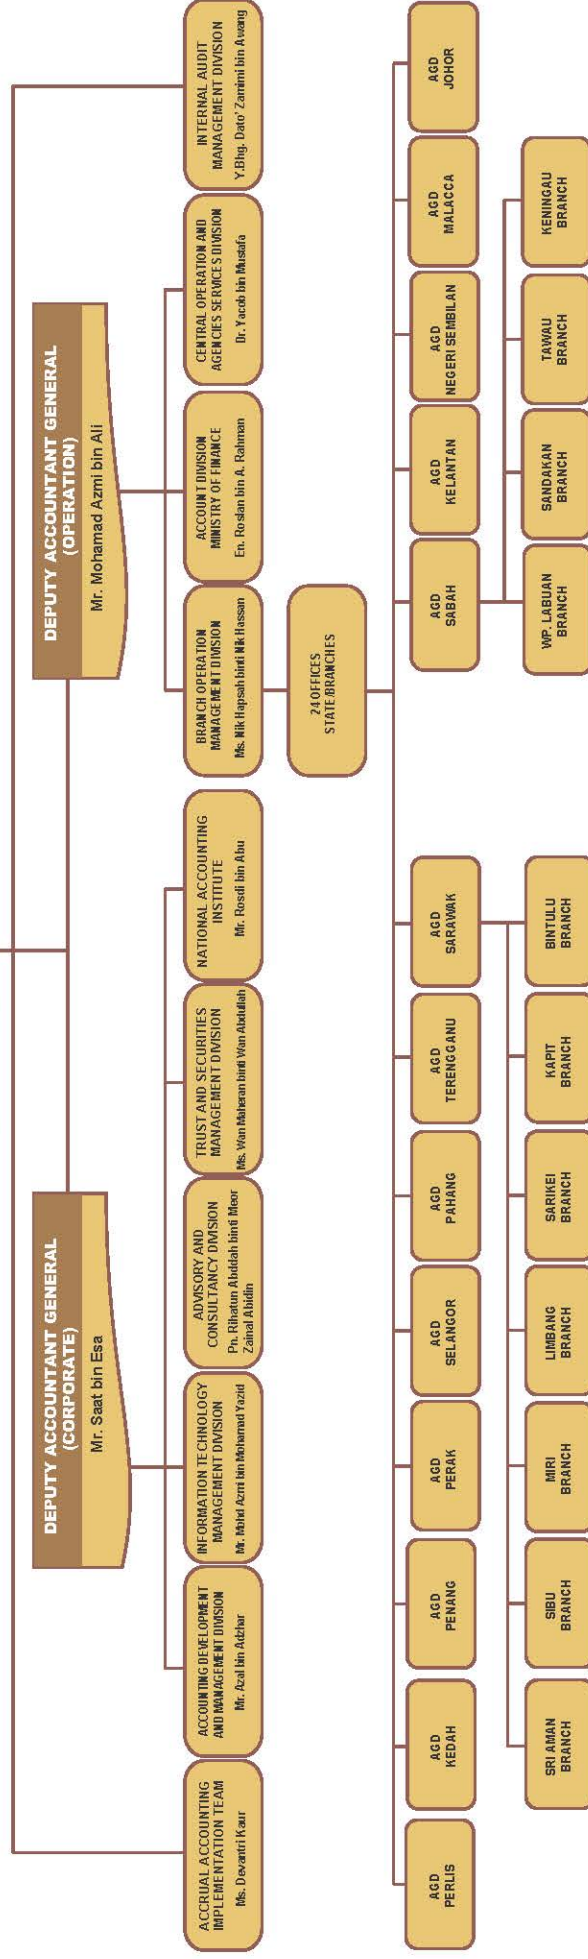 DEPUTY ACCOUNTANT GENERAL
(CORPORATE)
Mr. Saat bin Esa
DEPUTY ACCOUNTANT GENERAL
(OPERATION)
Mr. Mohamad Azmi bin Ali
ACCRUAL ACCOUNTING
IMPLEMENTATION TEAM
Ms. Devantri Kaur
ACCOUNTING DEVELOPMENT
AND MANAGEMENT DIVISION
Mr. Azal bin Adzhar
INFORMATION TECHNOLOGY
MANAGEMENT DIVISION
Mr. Mohd Azmi bin Mohamad Yazid
ADVISORY AND
CONSULTANCY DIVISION
Pn. Rihatun Abddah binti Meor
Zainal Abidin
TRUST AND SECURITIES
MANAGEMENT DIVISION
Ms. Wan Maheran binti Wan Abdullah
NATIONAL ACCOUNTING
INSTITUTE
Mr. Rosdi bin Abu
BRANCH OPERATION
MANAGEMENT DIVISION
Ms. Nik Hapsah binti Nik Hassan
ACCOUNT DIVISION
MINISTRY OF FINANCE
En. Roslan bin A. Rahman
CENTRAL OPERATION AND
AGENCIES SERVICES DIVISION
Dr. Yacob bin Mustafa
INTERNAL AUDIT
MANAGEMENT DIVISION
Y.Bhg. Dato' Zamimi bin Awang
24 OFFICES
STATE/BRANCHES
AGD
PERLIS
AGD
KEDAH
AGD
PENANG
AGD
PERAK
AGD
SELANGOR
AGD
PAHANG
AGD
TERENGGANU
AGD
SARAWAK
AGD
SABAH
AGD
KELANTAN
AGD
NEGERI SEMBILAN
AGD
MALACCA
AGD
JOHOR
SRI AMAN
BRANCH
SIBU
BRANCH
MIRI
BRANCH
LIMBANG
BRANCH
SARIKEI
BRANCH
KAPIT
BRANCH
BINTULU
BRANCH
WP. LABUAN
BRANCH
SANDAKAN
BRANCH
TAWAU
BRANCH
KENINGAU
BRANCH